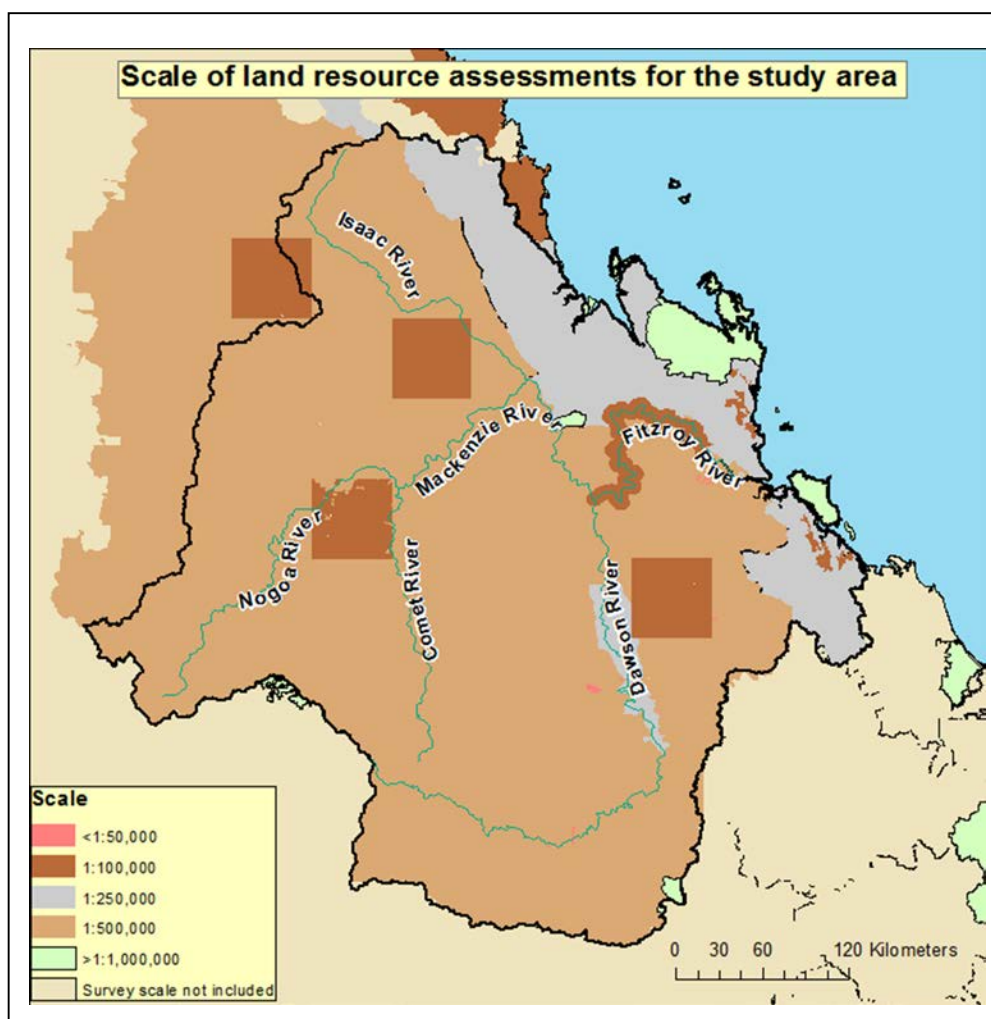 Scale of land resource assessments for the study area
Isaac River
Mackenzie River
Fitzroy River
Nogoa River
Comet River
Dawson River
Scale
<1:50,000
1:100,000
1:250,000
1:500,000
>1:1,000,000
Survey scale not included
0 30 60 120 Kilometers